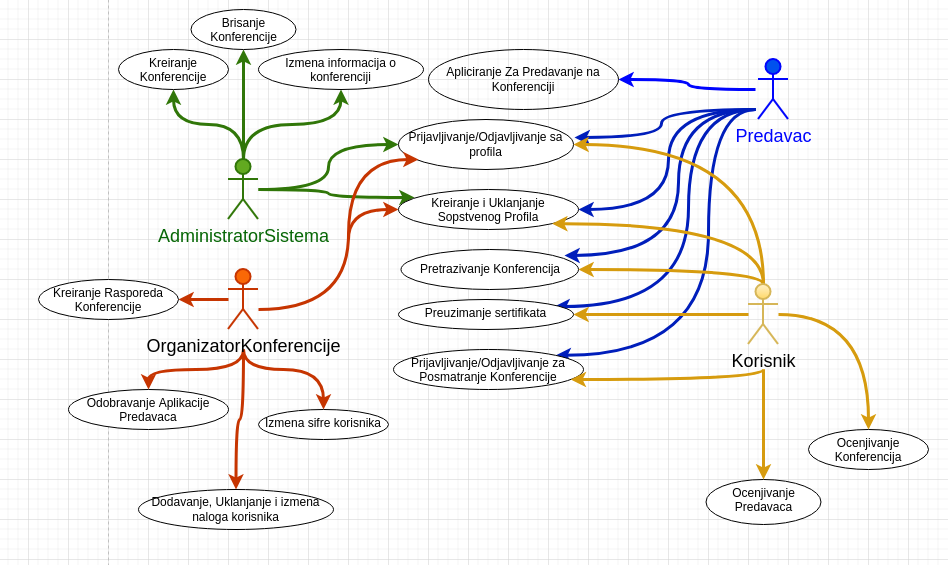 Brisanje
Konferencije
Kreiranje
Konferencije
Izmena informacija o
konferenciji
Apliciranje Za Predavanje na
Konferenciji
Predavac
Prijavljivanje/Odjavljivanje sa
profila
AdministratorSistema
Kreiranje i Uklanjanje
Sopstvenog Profila
Pretrazivanje Konferencija
Kreiranje Rasporeda
Konferencije
Preuzimanje sertifikata
OrganizatorKonferencije
Prijavljivanje/Odjavljivanje za
Posmatranje Konferencije
Korisnik
Odobravanje Aplikacije
Predavaca
Izmena sifre korisnika
Ocenjivanje
Konferencija
Dodavanje, Uklanjanje i izmena
naloga korisnika
Ocenjivanje
Predavaca